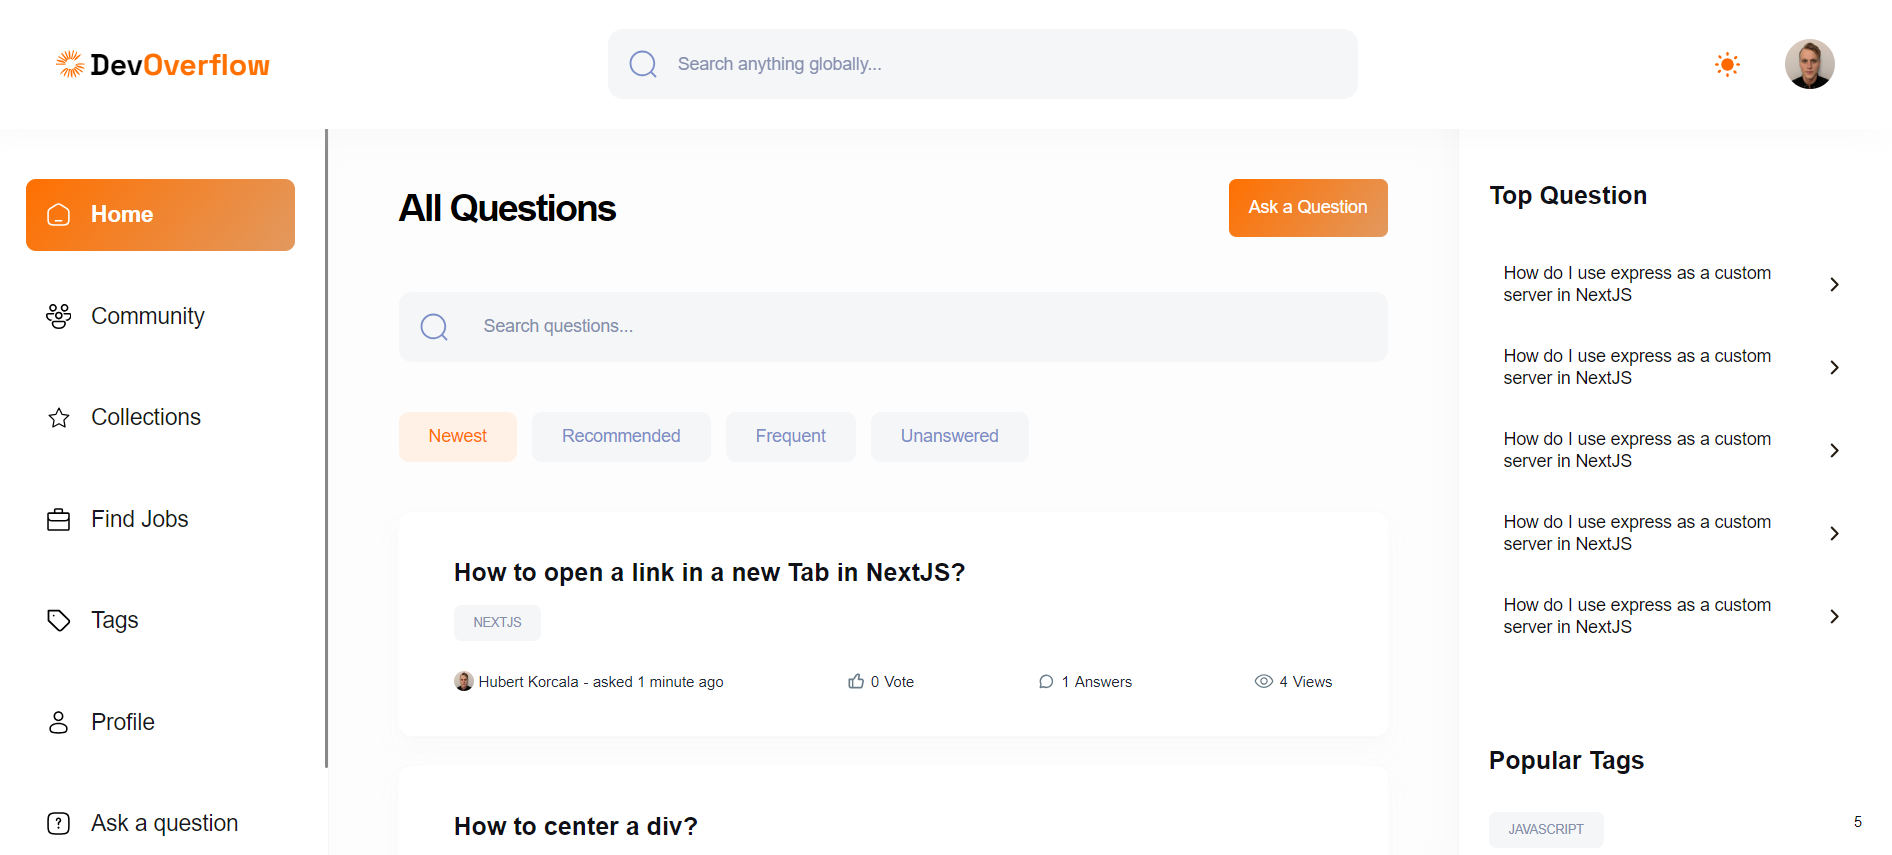 DevOverflow
Search anything globally...
Home
Community
Collections
Find Jobs
Tags
Profile
Ask a question
All Questions
Ask a Question
Search questions...
Newest
Recommended
Frequent
Unanswered
How to open a link in a new Tab in NextJS?
NEXTJS
Hubert Korcala - asked 1 minute ago
0 Vote
1 Answers
4 Views
How to center a div?
Top Question
How do I use express as a custom
server in NextJS
How do I use express as a custom
server in NextJS
How do I use express as a custom
server in NextJS
How do I use express as a custom
server in NextJS
How do I use express as a custom
server in NextJS
Popular Tags
JAVASCRIPT
5